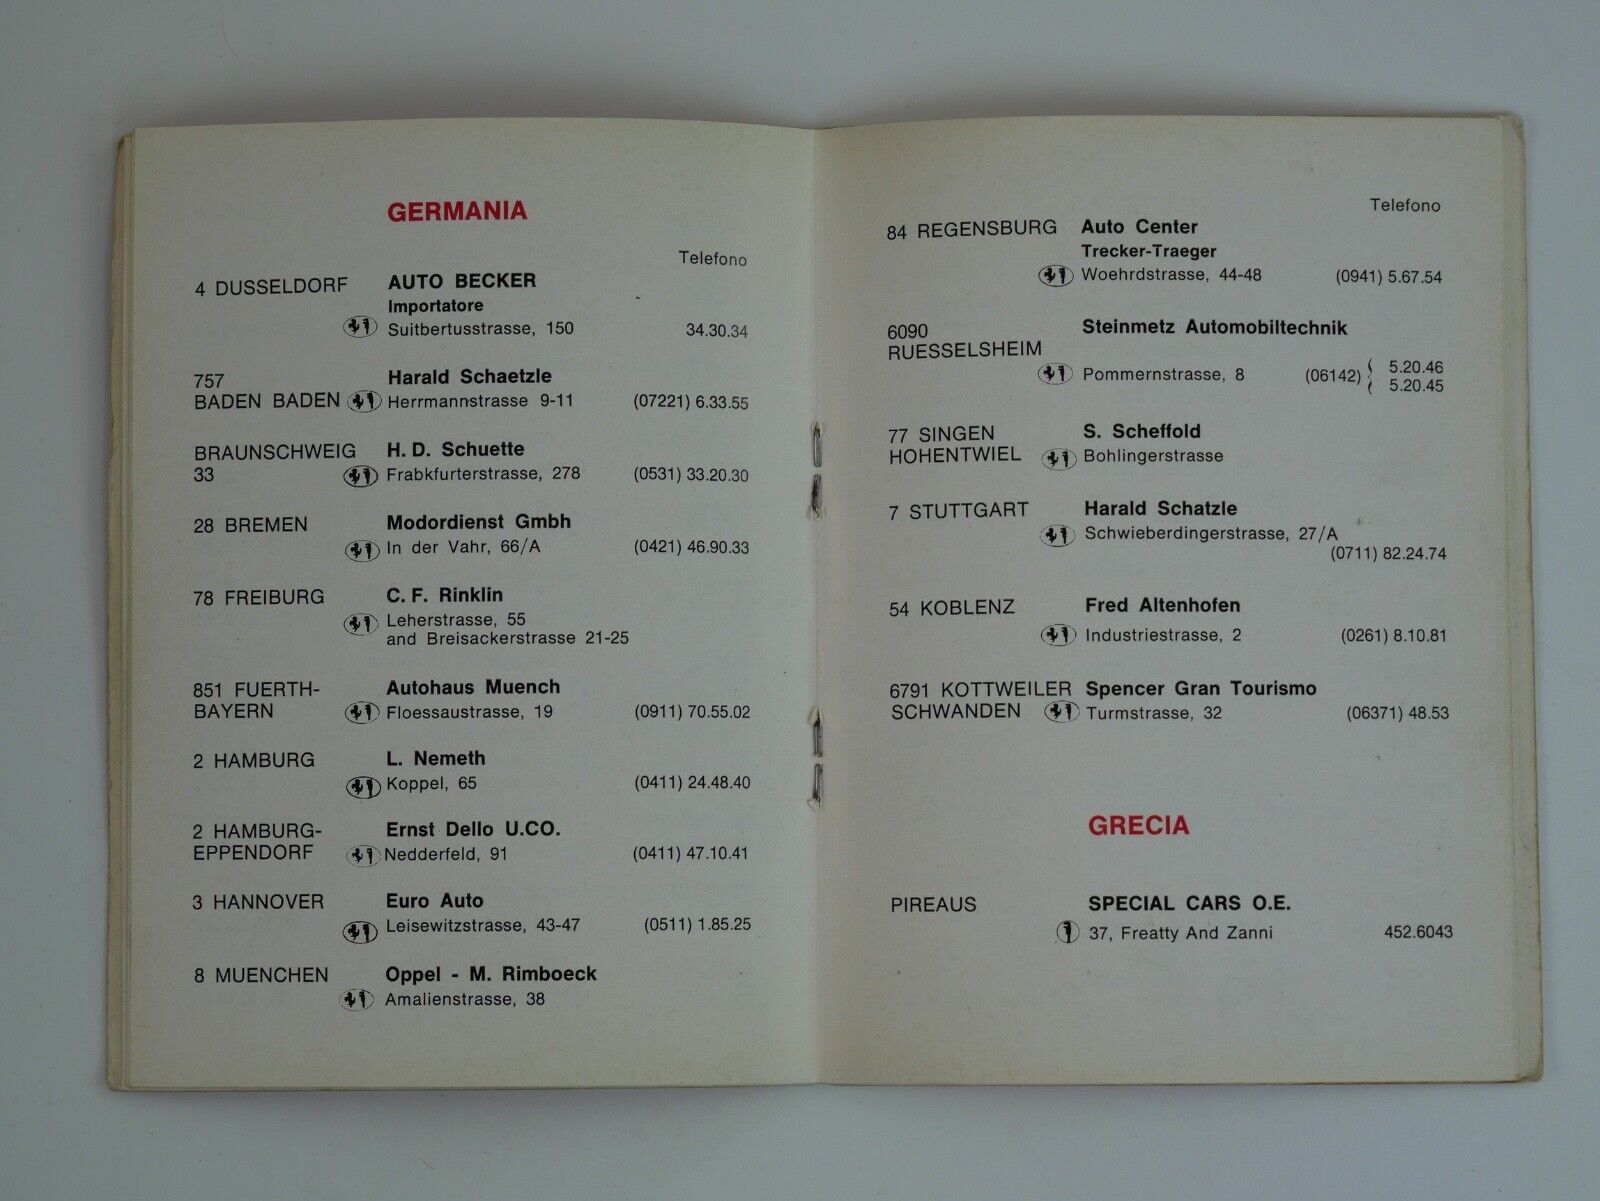 GERMANIA
Telefono
4 DUSSELDORF AUTO BECKER
Importatore
Suitbertusstrasse, 150 34.30.34
757 Harald Schaetzle
BADEN BADEN Herrmannstrasse 9-11 (07221) 6.33.55
BRAUNSCHWEIG H. D. Schuette
33 Frabkfurterstrasse, 278 (0531) 33.20.30
28 BREMEN Modordienst Gmbh
In der Vahr, 66/A (0421) 46.90.33
78 FREIBURG C. F. Rinklin
Leherstrasse, 55
and Breisackerstrasse 21-25
851 FUERTH- Autohaus Muench
BAYERN Floessaustrasse, 19 (0911) 70.55.02
2 HAMBURG L. Nemeth
Koppel, 65 (0411) 24.48.40
2 HAMBURG- Ernst Dello U.CO.
EPPENDORF Nedderfeld, 91 (0411) 47.10.41
3 HANNOVER Euro Auto
Leisewitzstrasse, 43-47 (0511) 1.85.25
8 MUENCHEN Oppel - M. Rimboeck
Amalienstrasse, 38
Telefono
84 REGENSBURG Auto Center
Trecker-Traeger
Woehrdstrasse, 44-48 (0941) 5.67.54
6090 Steinmetz Automobiltechnik
RUESSELSHEIM
Pommernstrasse, 8 (06142) { 5.20.46
5.20.45
77 SINGEN S. Scheffold
HOHENTWIEL Bohlingerstrasse
7 STUTTGART Harald Schatzle
Schwieberdingerstrasse, 27/A
(0711) 82.24.74
54 KOBLENZ Fred Altenhofen
Industriestrasse, 2 (0261) 8.10.81
6791 KOTTWEILER Spencer Gran Tourismo
SCHWANDEN Turmstrasse, 32 (06371) 48.53
GRECIA
PIREAUS SPECIAL CARS O.E.
37, Freatty And Zanni 452.6043